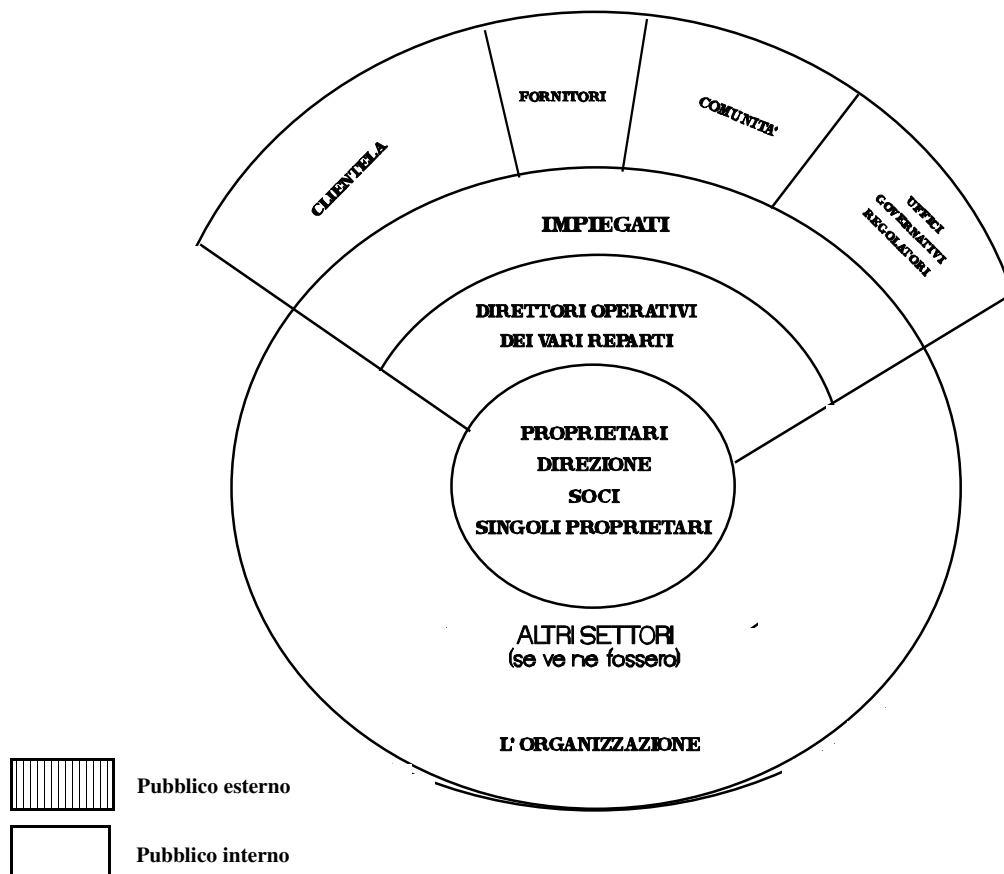 FORNITORI
COMUNITA'
CLIENTELA
UFFICI
GOVERNATIVI
REGOLATORI
IMPIEGATI
DIRETTORI OPERATIVI
DEI VARI REPARTI
PROPRIETARI
DIREZIONE
SOCI
SINGOLI PROPRIETARI
ALTRI SETTORI
(se ve ne fossero)
L' ORGANIZZAZIONE
Pubblico esterno
Pubblico interno